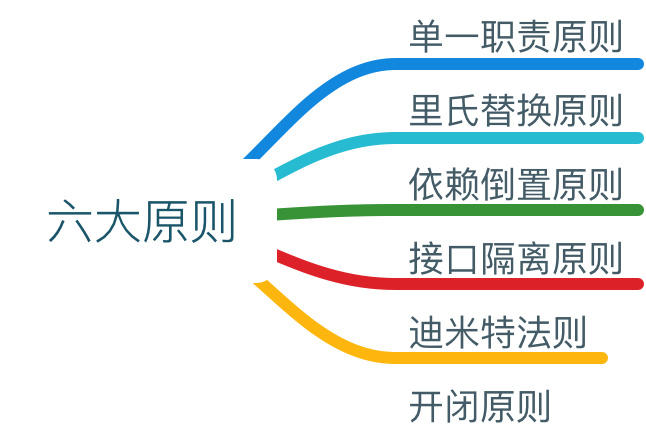 六大原则
单一职责原则
里氏替换原则
依赖倒置原则
接口隔离原则
迪米特法则
开闭原则